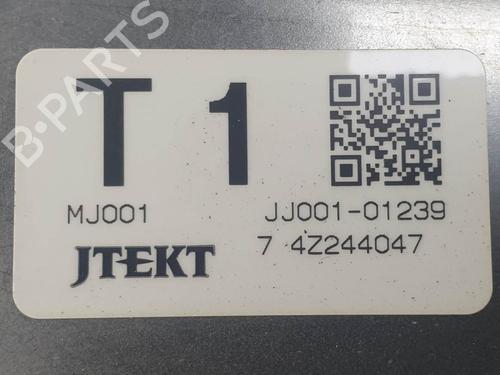 T 1
MJ001 JJ001-01239
JTEKT 7 4Z244047
B-PARTS